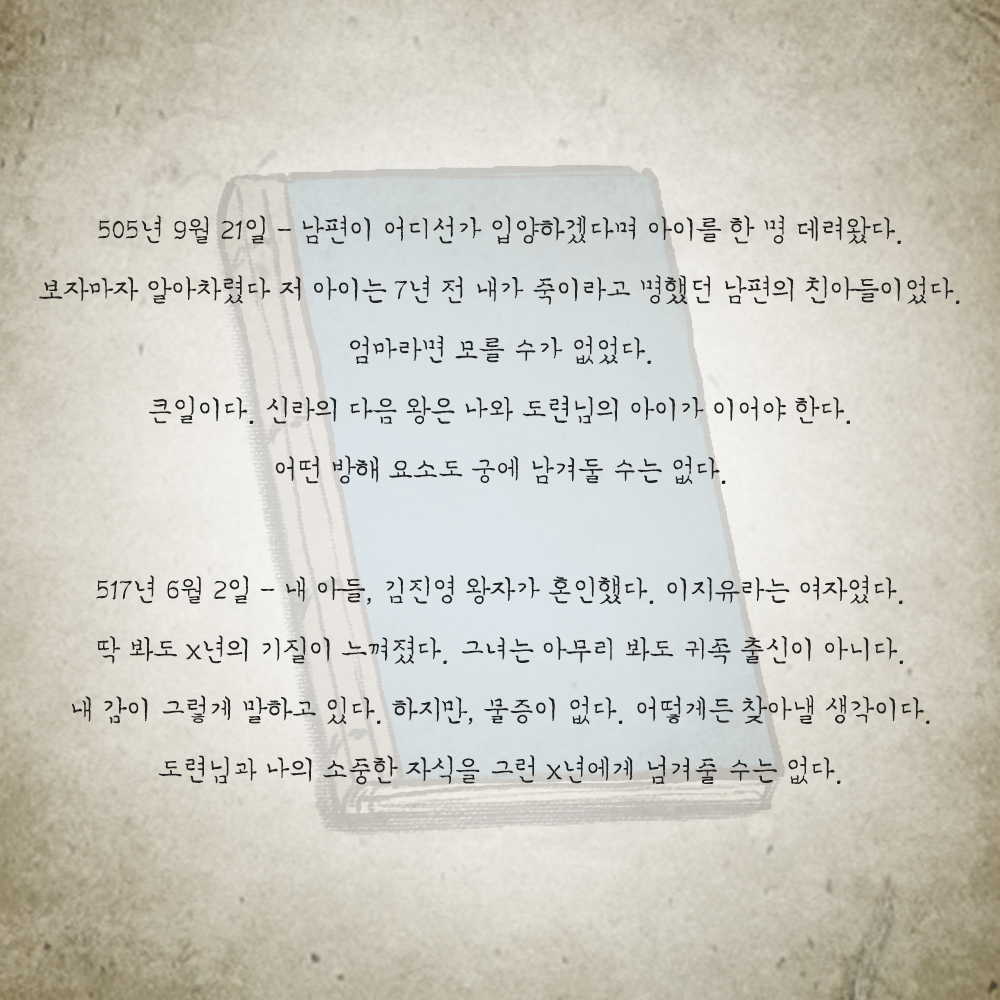 505년 9월 21일 - 남편이 어디선가 입양하겠다며 아이를 한 명 데려왔다.
보자마자 알아차렸다 저 아이는 7년 전 내가 죽이라고 명했던 남편의 친아들이었다.
엄마라면 모를 수가 없었다.
큰일이다. 신라의 다음 왕은 나와 도련님의 아이가 이어야 한다.
어떤 방해 요소도 궁에 남겨둘 수는 없다.
517년 6월 2일 - 내 아들, 김진영 왕자가 혼인했다. 이지유라는 여자였다.
딱 봐도 x년의 기질이 느껴졌다. 그녀는 아무리 봐도 귀족 출신이 아니다.
내 감이 그렇게 말하고 있다. 하지만, 물증이 없다. 어떻게든 찾아낼 생각이다.
도련님과 나의 소중한 자식을 그런 x년에게 넘겨줄 수는 없다.